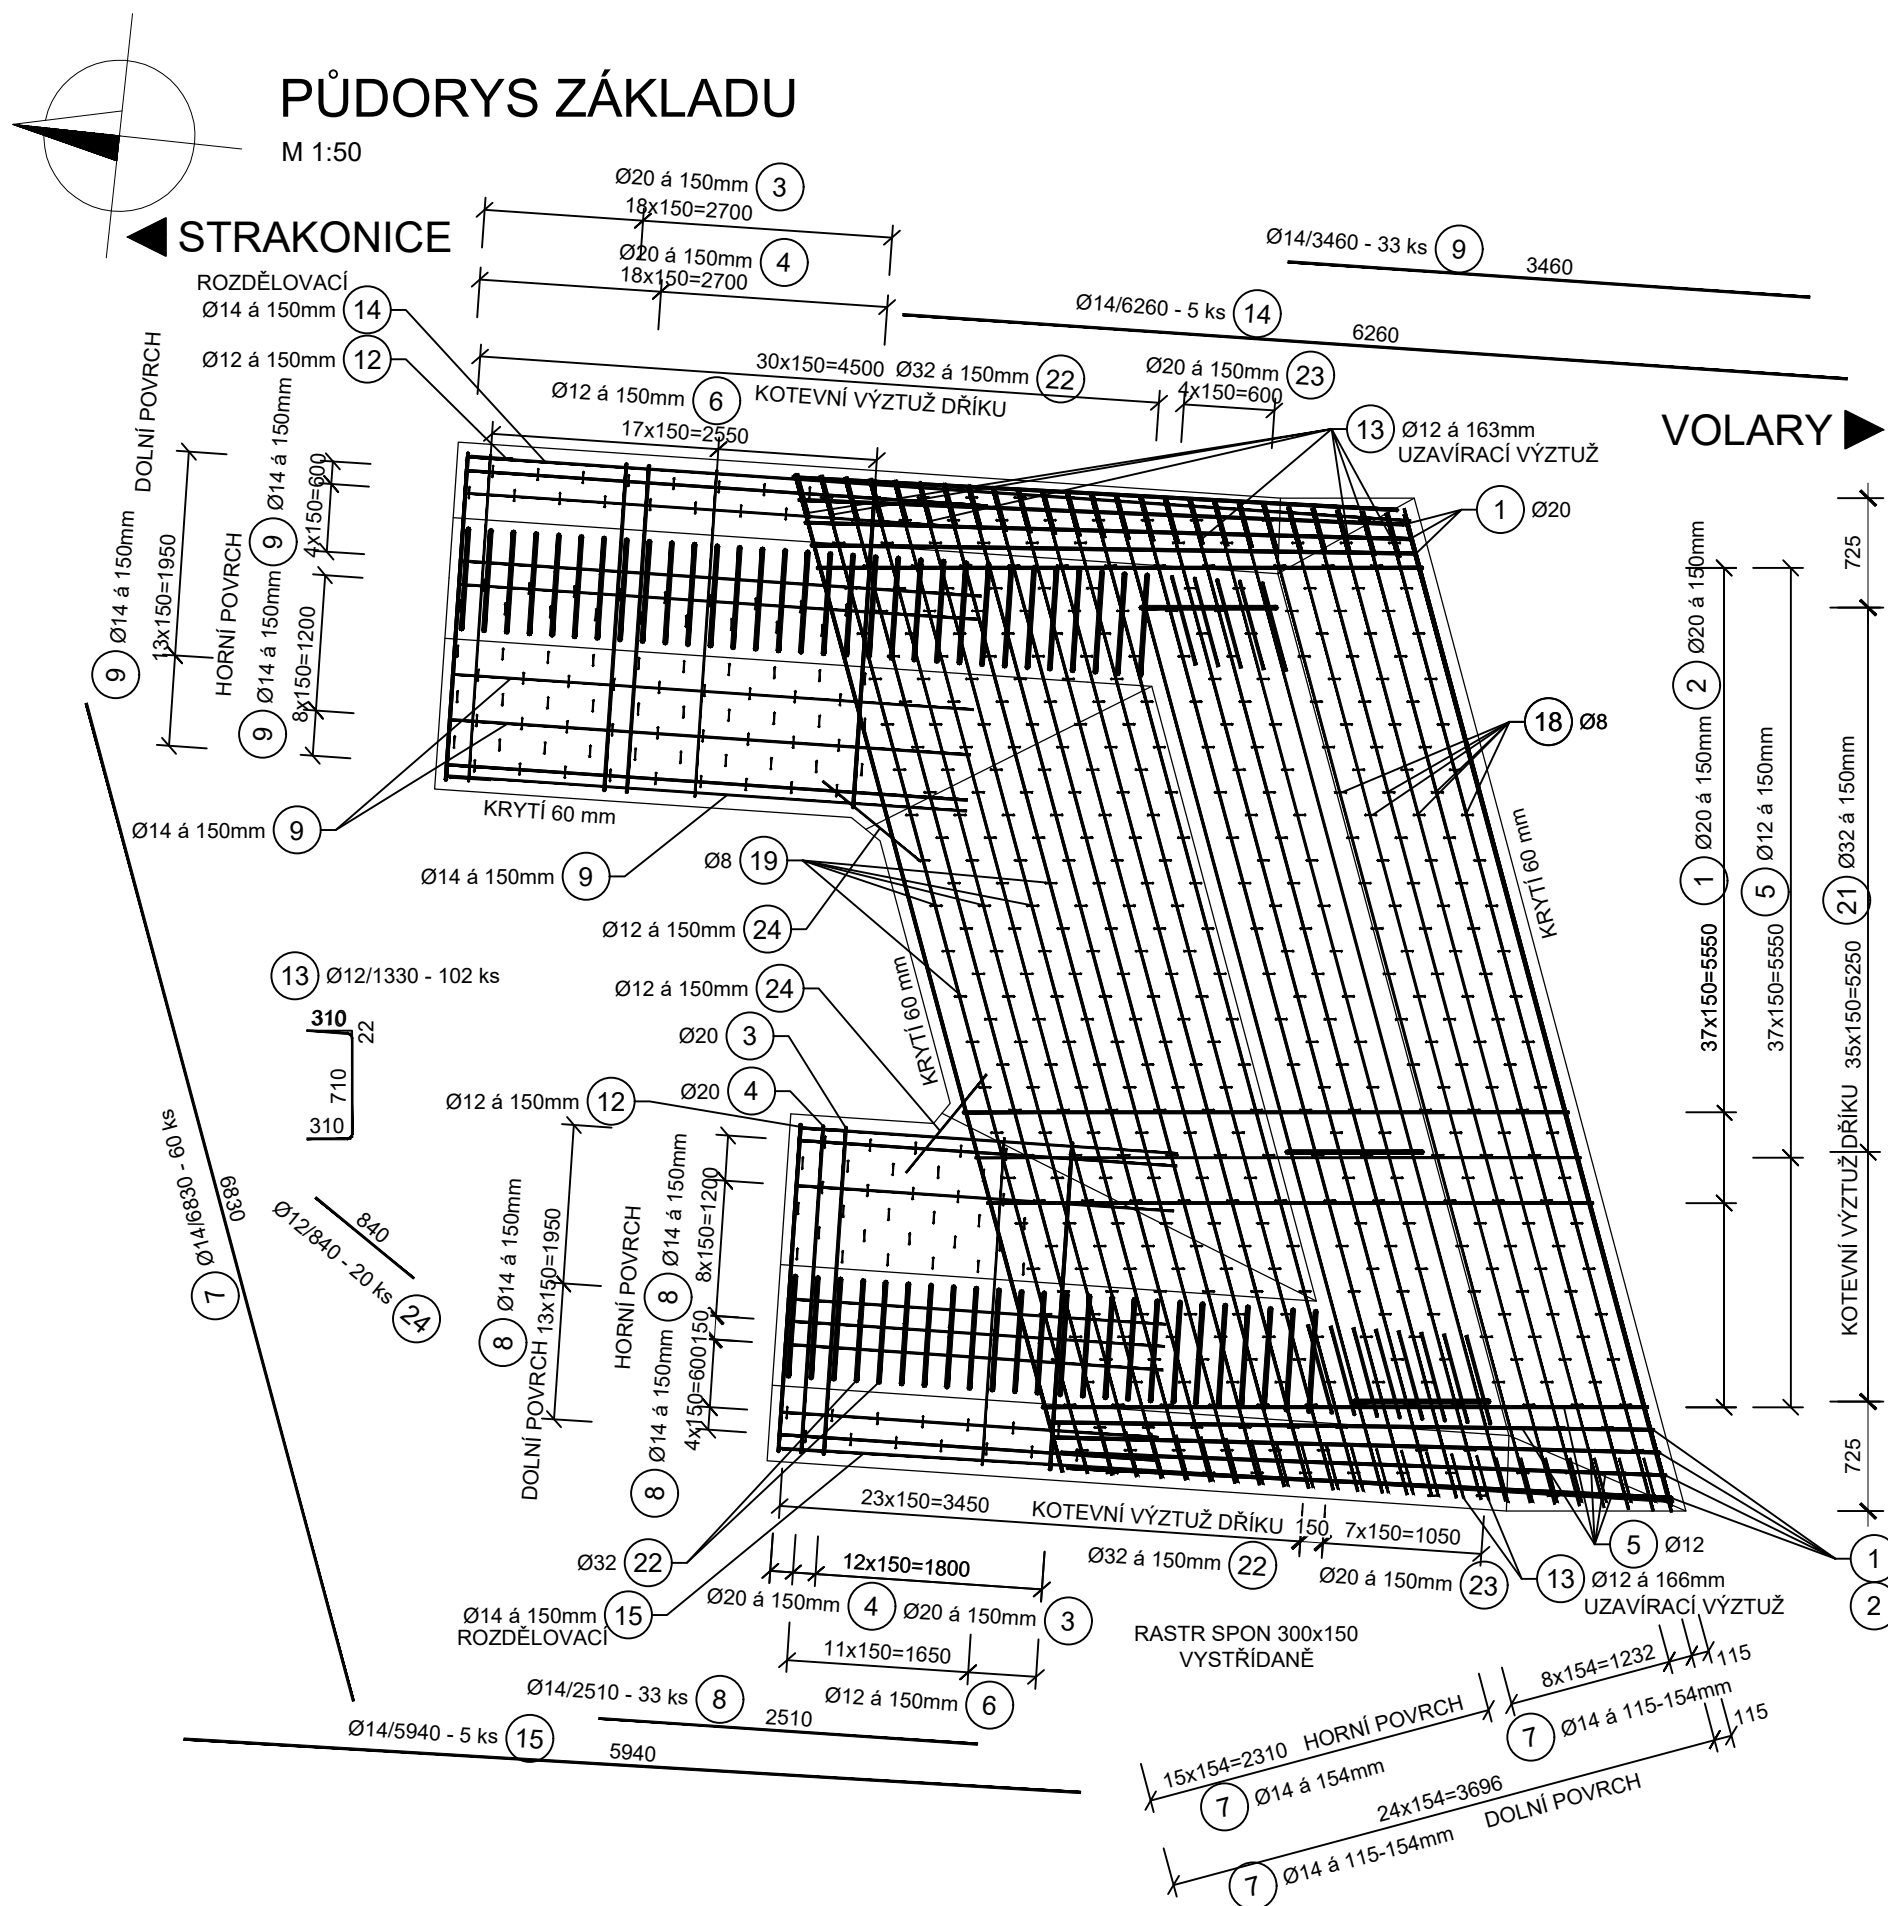 PŮDORYS ZÁKLADU
M 1:50
STRAKONICE
VOLARY
Ø20 á 150mm 3
18x150=2700
Ø20 á 150mm 4
18x150=2700
Ø14/3460 - 33 ks 9
3460
Ø14/6260 - 5 ks 14
6260
ROZDĚLOVACÍ
Ø14 á 150mm 14
Ø12 á 150mm 12
30x150=4500 Ø32 á 150mm 22
KOTEVNÍ VÝZTUŽ DŘÍKU
Ø20 á 150mm 23
4x150=600
Ø12 á 150mm 6
17x150=2550
13 Ø12 á 163mm
UZAVÍRACÍ VÝZTUŽ
1 Ø20
DOLNÍ POVRCH
9 Ø14 á 150mm
13x150=1950
HORNÍ POVRCH
9 Ø14 á 150mm
4x150=600
9 Ø14 á 150mm
8x150=1200
725
2 Ø20 á 150mm
1 Ø20 á 150mm
37x150=5550
5 Ø12 á 150mm
37x150=5550
21 Ø32 á 150mm
KOTEVNÍ VÝZTUŽ DŘÍKU 35x150=5250
725
18 Ø8
KRYTÍ 60 mm
KRYTÍ 60 mm
KRYTÍ 60 mm
Ø14 á 150mm 9
Ø14 á 150mm 9
Ø8 19
Ø12 á 150mm 24
Ø12 á 150mm 24
Ø20 3
Ø20 4
Ø12 á 150mm 12
13 Ø12/1330 - 102 ks
310
22
710
310
7 Ø14/6830 - 60 ks
6830
840
Ø12/840 - 20 ks 24
8 Ø14 á 150mm
DOLNÍ POVRCH 13x150=1950
HORNÍ POVRCH
8 Ø14 á 150mm
8x150=1200
150
8 Ø14 á 150mm
4x150=600
23x150=3450 KOTEVNÍ VÝZTUŽ DŘÍKU 150 7x150=1050
Ø32 á 150mm 22
Ø20 á 150mm 23
Ø32 22
12x150=1800
Ø20 á 150mm 4 Ø20 á 150mm 3
Ø14 á 150mm 15
ROZDĚLOVACÍ
11x150=1650
Ø12 á 150mm 6
5 Ø12
13 Ø12 á 166mm
UZAVÍRACÍ VÝZTUŽ
1
2
RASTR SPON 300x150
VYSTŘÍDANĚ
Ø14/2510 - 33 ks 8
2510
Ø14/5940 - 5 ks 15
5940
8x154=1232
115
7 Ø14 á 115-154mm
15x154=2310 HORNÍ POVRCH
7 Ø14 á 154mm
115
24x154=3696
DOLNÍ POVRCH
7 Ø14 á 115-154mm